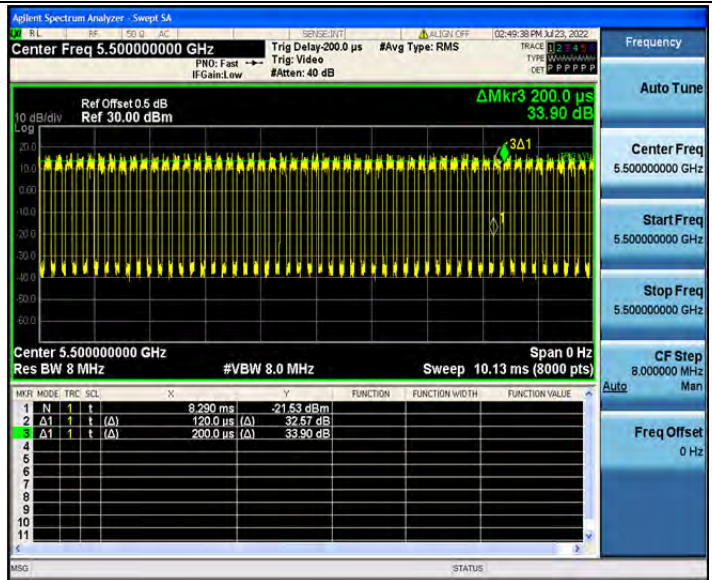 Agilent Spectrum Analyzer - Swept SA
RL RF 50 Ω AC SENSE:INT ALIGN OFF 02:49:38 PM Jul 23, 2022
Center Freq 5.500000000 GHz
PNO: Fast
IFGain:Low
Trig Delay-200.0 µs
Trig: Video
#Atten: 40 dB
#Avg Type: RMS
TRACE 1 2 3 4 5 6
TYPE
DET P P P P P P
Frequency
Auto Tune
Center Freq
5.500000000 GHz
Start Freq
5.500000000 GHz
Stop Freq
5.500000000 GHz
CF Step
8.000000 MHz
Auto Man
Freq Offset
0 Hz
ΔMkr3 200.0 µs
33.90 dB
Ref Offset 0.5 dB
10 dB/div Ref 30.00 dBm
Log
20.0
10.0
0.00
-10.0
-20.0
-30.0
-40.0
-50.0
-60.0
3Δ1
1
Center 5.500000000 GHz Span 0 Hz
Res BW 8 MHz #VBW 8.0 MHz Sweep 10.13 ms (8000 pts)
MKR MODE TRC SCL X Y FUNCTION FUNCTION WIDTH FUNCTION VALUE
1 N 1 t 8.290 ms -21.53 dBm
2 Δ1 1 t (Δ) 120.0 µs (Δ) 32.57 dB
3 Δ1 1 t (Δ) 200.0 µs (Δ) 33.90 dB
4
5
6
7
8
9
10
11
MSG STATUS